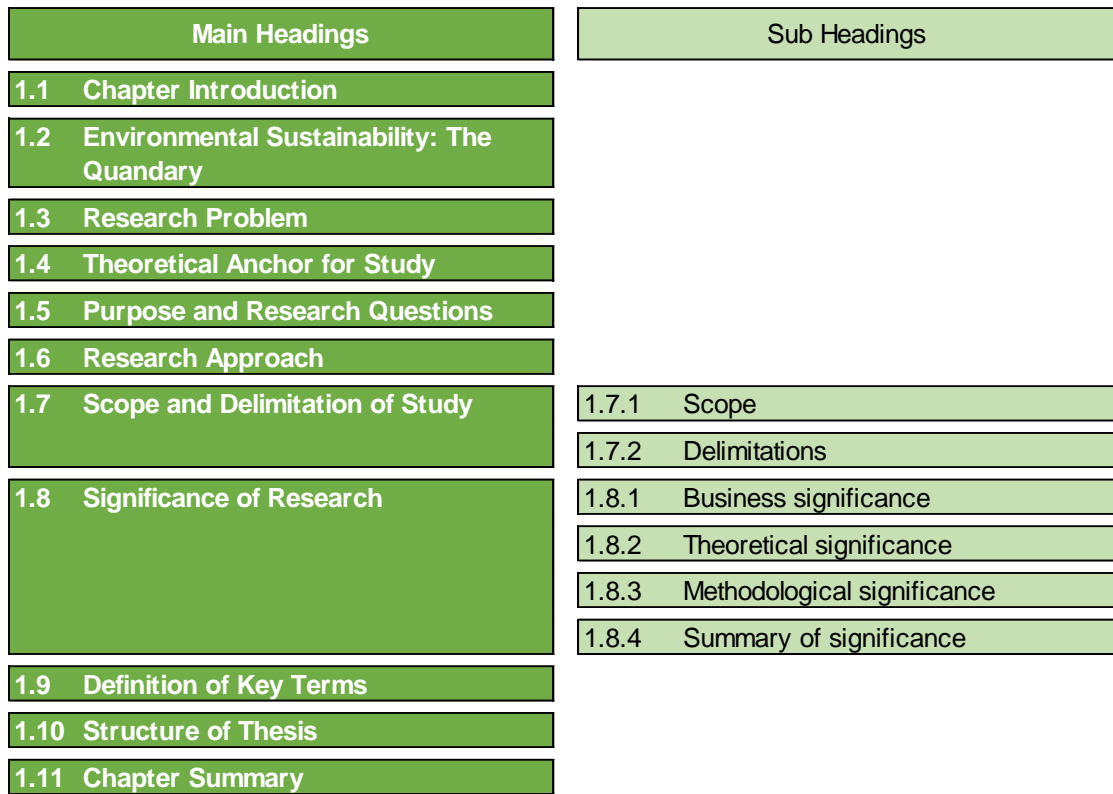 Main Headings
Sub Headings
1.1 Chapter Introduction
1.2 Environmental Sustainability: The
Quandary
1.3 Research Problem
1.4 Theoretical Anchor for Study
1.5 Purpose and Research Questions
1.6 Research Approach
1.7 Scope and Delimitation of Study
1.7.1 Scope
1.7.2 Delimitations
1.8 Significance of Research
1.8.1 Business significance
1.8.2 Theoretical significance
1.8.3 Methodological significance
1.8.4 Summary of significance
1.9 Definition of Key Terms
1.10 Structure of Thesis
1.11 Chapter Summary